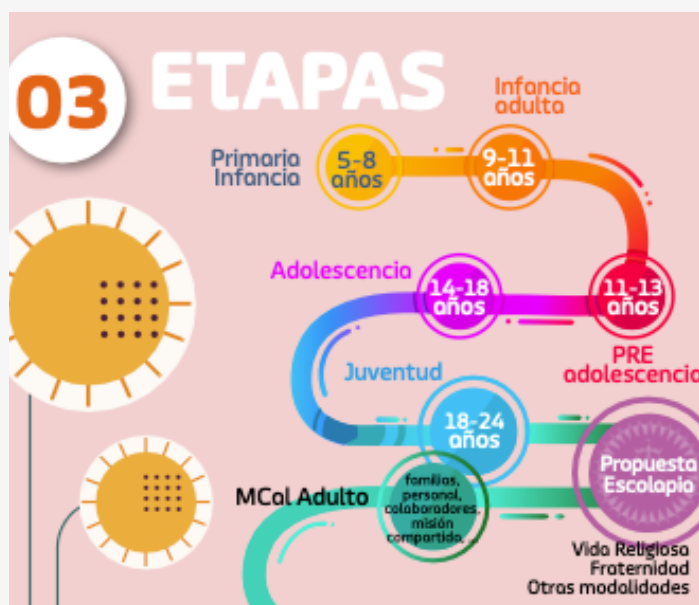 03
ETAPAS
Infancia
adulta
Primaria
Infancia
5-8
años
9-11
años
Adolescencia
14-18
años
11-13
años
PRE
adolescencia
Juventud
18-24
años
Propuesta
Escolapia
MCal Adulto
familias,
personal,
colaboradores,
misión
compartida, ...
Vida Religiosa
Fraternidad
Otras modalidades